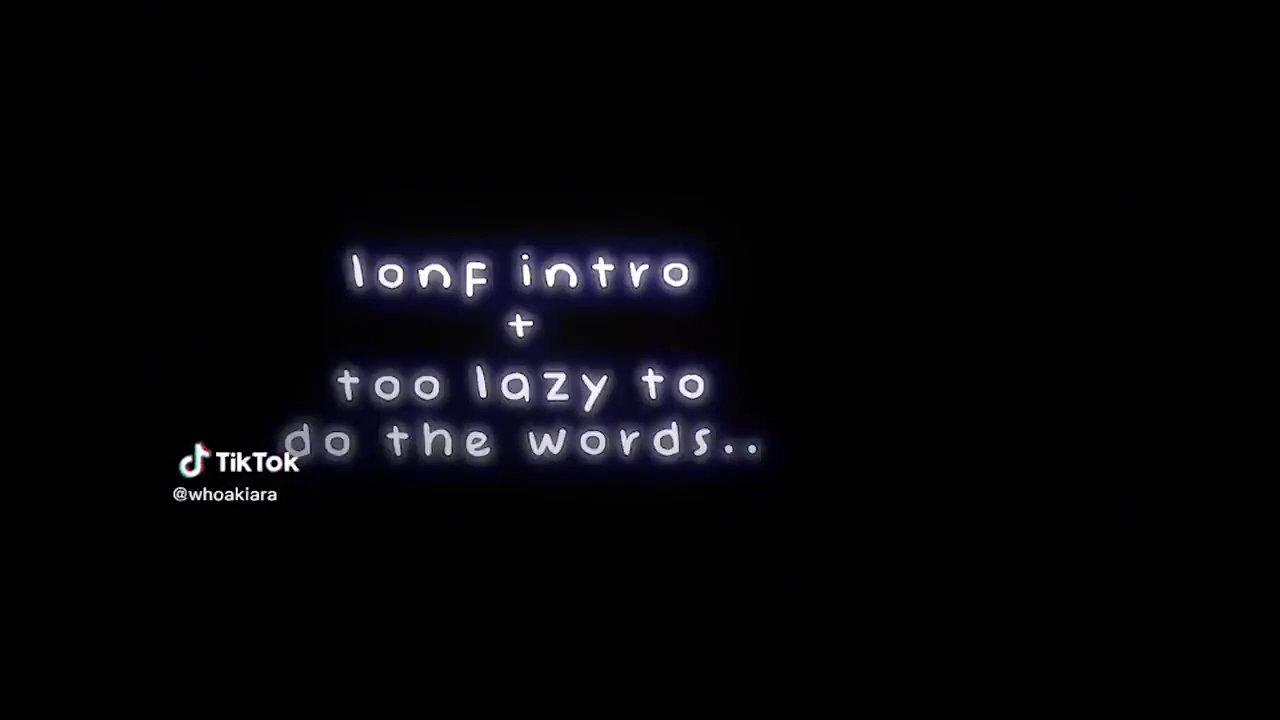 lonf intro
+
too lazy to
do the words..
TikTok
@whoakiara